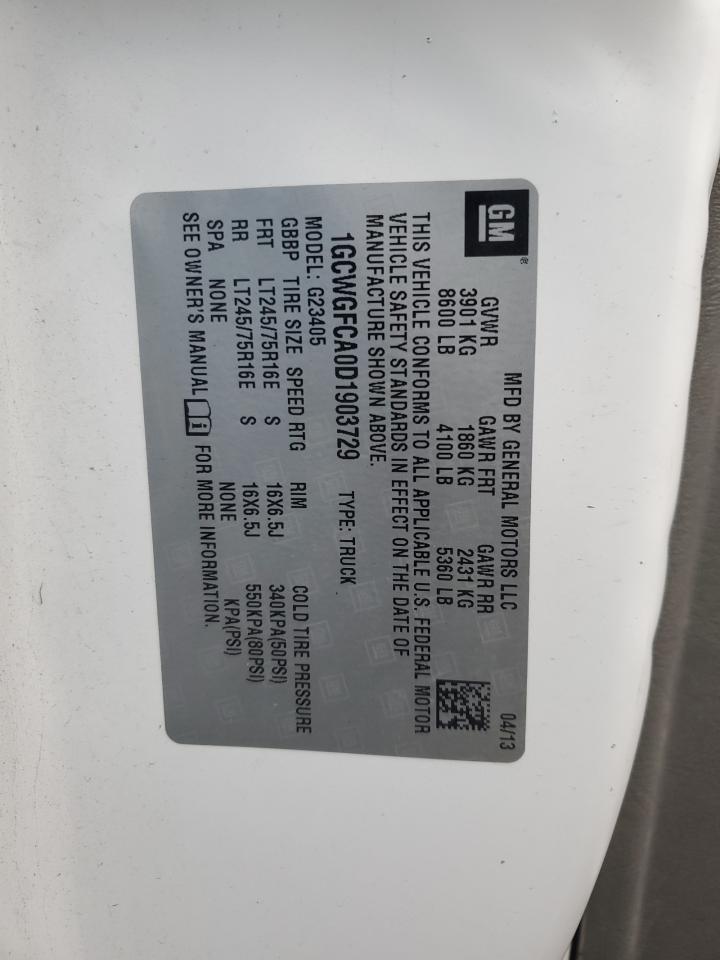 GM®
MFD BY GENERAL MOTORS LLC 04/13
GVWR GAWR FRT GAWR RR
3901 KG 1860 KG 2431 KG
8600 LB 4100 LB 5360 LB
THIS VEHICLE CONFORMS TO ALL APPLICABLE U.S. FEDERAL MOTOR
VEHICLE SAFETY STANDARDS IN EFFECT ON THE DATE OF
MANUFACTURE SHOWN ABOVE.
1GCWGFCA0D1903729 TYPE: TRUCK
MODEL: G23405
GBBP TIRE SIZE SPEED RTG RIM COLD TIRE PRESSURE
FRT LT245/75R16E S 16X6.5J 340KPA(50PSI)
RR LT245/75R16E S 16X6.5J 550KPA(80PSI)
SPA NONE NONE KPA(PSI)
SEE OWNER'S MANUAL i FOR MORE INFORMATION.